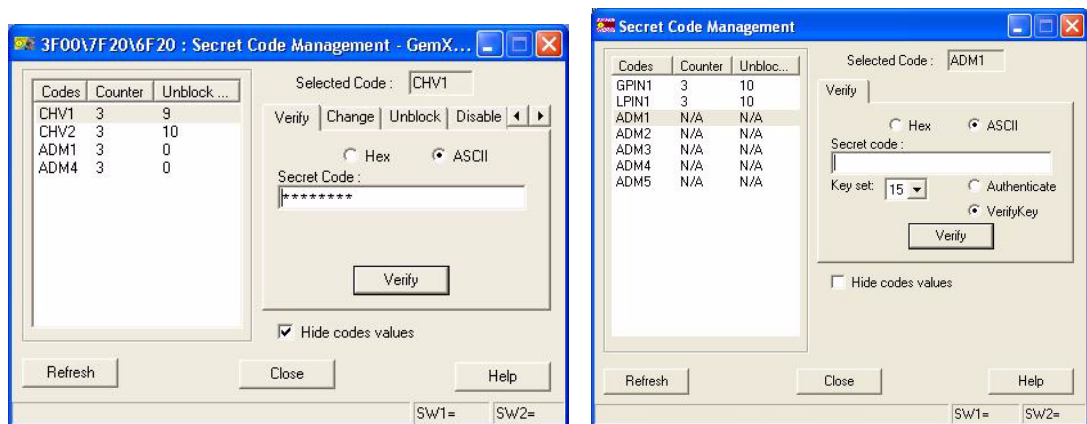 3F00\7F20\6F20 : Secret Code Management - GemX...
Codes Counter Unblock ...
CHV1 3 9
CHV2 3 10
ADM1 3 0
ADM4 3 0
Selected Code : CHV1
Verify Change Unblock Disable
Hex ASCII
Secret Code :
********
Verify
Hide codes values
Refresh Close Help
SW1= SW2=
Secret Code Management
Codes Counter Unbloc...
GPIN1 3 10
LPIN1 3 10
ADM1 N/A N/A
ADM2 N/A N/A
ADM3 N/A N/A
ADM4 N/A N/A
ADM5 N/A N/A
Selected Code : ADM1
Verify
Hex ASCII
Secret code :
Key set: 15 Authenticate
VerifyKey
Verify
Hide codes values
Refresh Close Help
SW1= SW2=